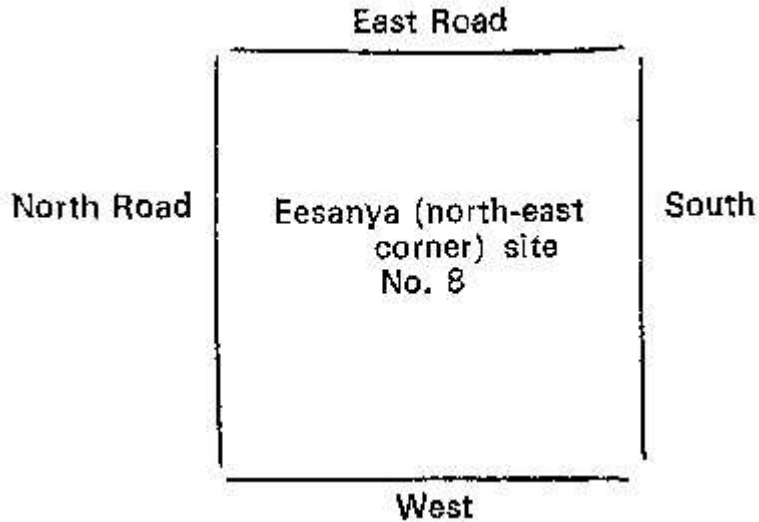 East Road
North Road
Eesanya (north-east
corner) site
No. 8
South
West